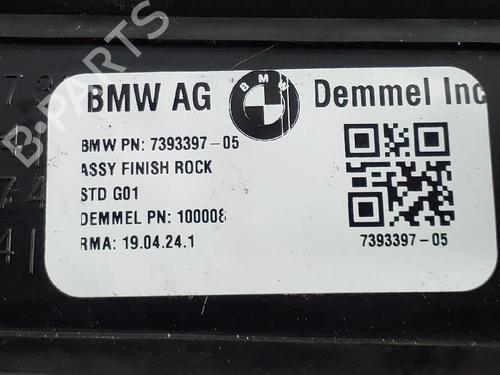 BMW AG BMW Demmel Inc
BMW PN: 7393397-05
ASSY FINISH ROCK
STD G01
DEMMEL PN: 100008
RMA: 19.04.24.1
7393397-05
B-PARTS